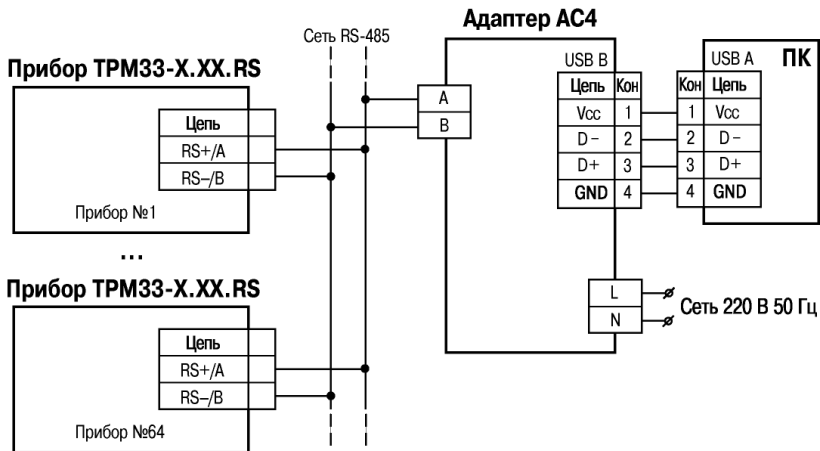 Адаптер АС4
Сеть RS-485
Прибор ТРМ33-Х.ХХ.RS
Цепь
RS+/A
RS–/B
Прибор №1
...
Прибор ТРМ33-Х.ХХ.RS
Цепь
RS+/A
RS–/B
Прибор №64
A
B
USB B
Цепь Кон
Vcc 1
D– 2
D+ 3
GND 4
USB A
ПК
Кон Цепь
1 Vcc
2 D–
3 D+
4 GND
L
N
Сеть 220 В 50 Гц